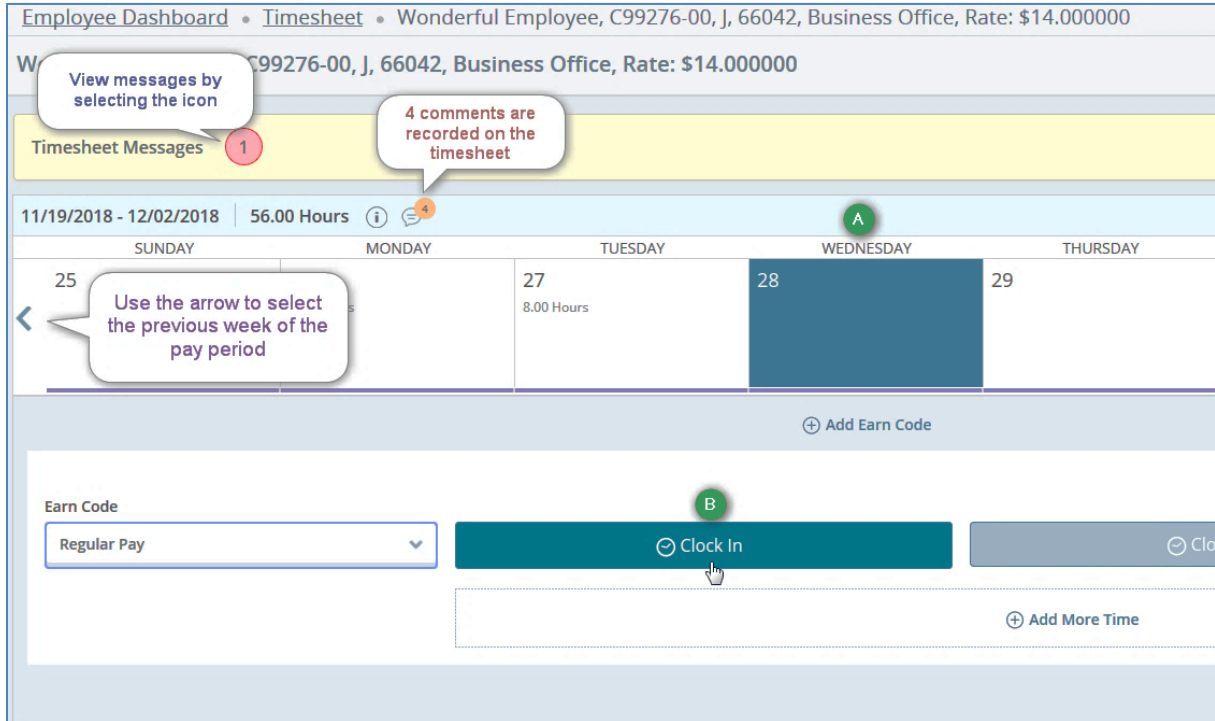 Employee Dashboard • Timesheet • Wonderful Employee, C99276-00, J, 66042, Business Office, Rate: $14.000000
C99276-00, J, 66042, Business Office, Rate: $14.000000
View messages by
selecting the icon
4 comments are
recorded on the
timesheet
Timesheet Messages 1
11/19/2018 - 12/02/2018 56.00 Hours i 4
A
SUNDAY MONDAY TUESDAY WEDNESDAY THURSDAY
25 27 28 29
8.00 Hours
Use the arrow to select
the previous week of the
pay period
Add Earn Code
Earn Code
B
Regular Pay Clock In
Add More Time